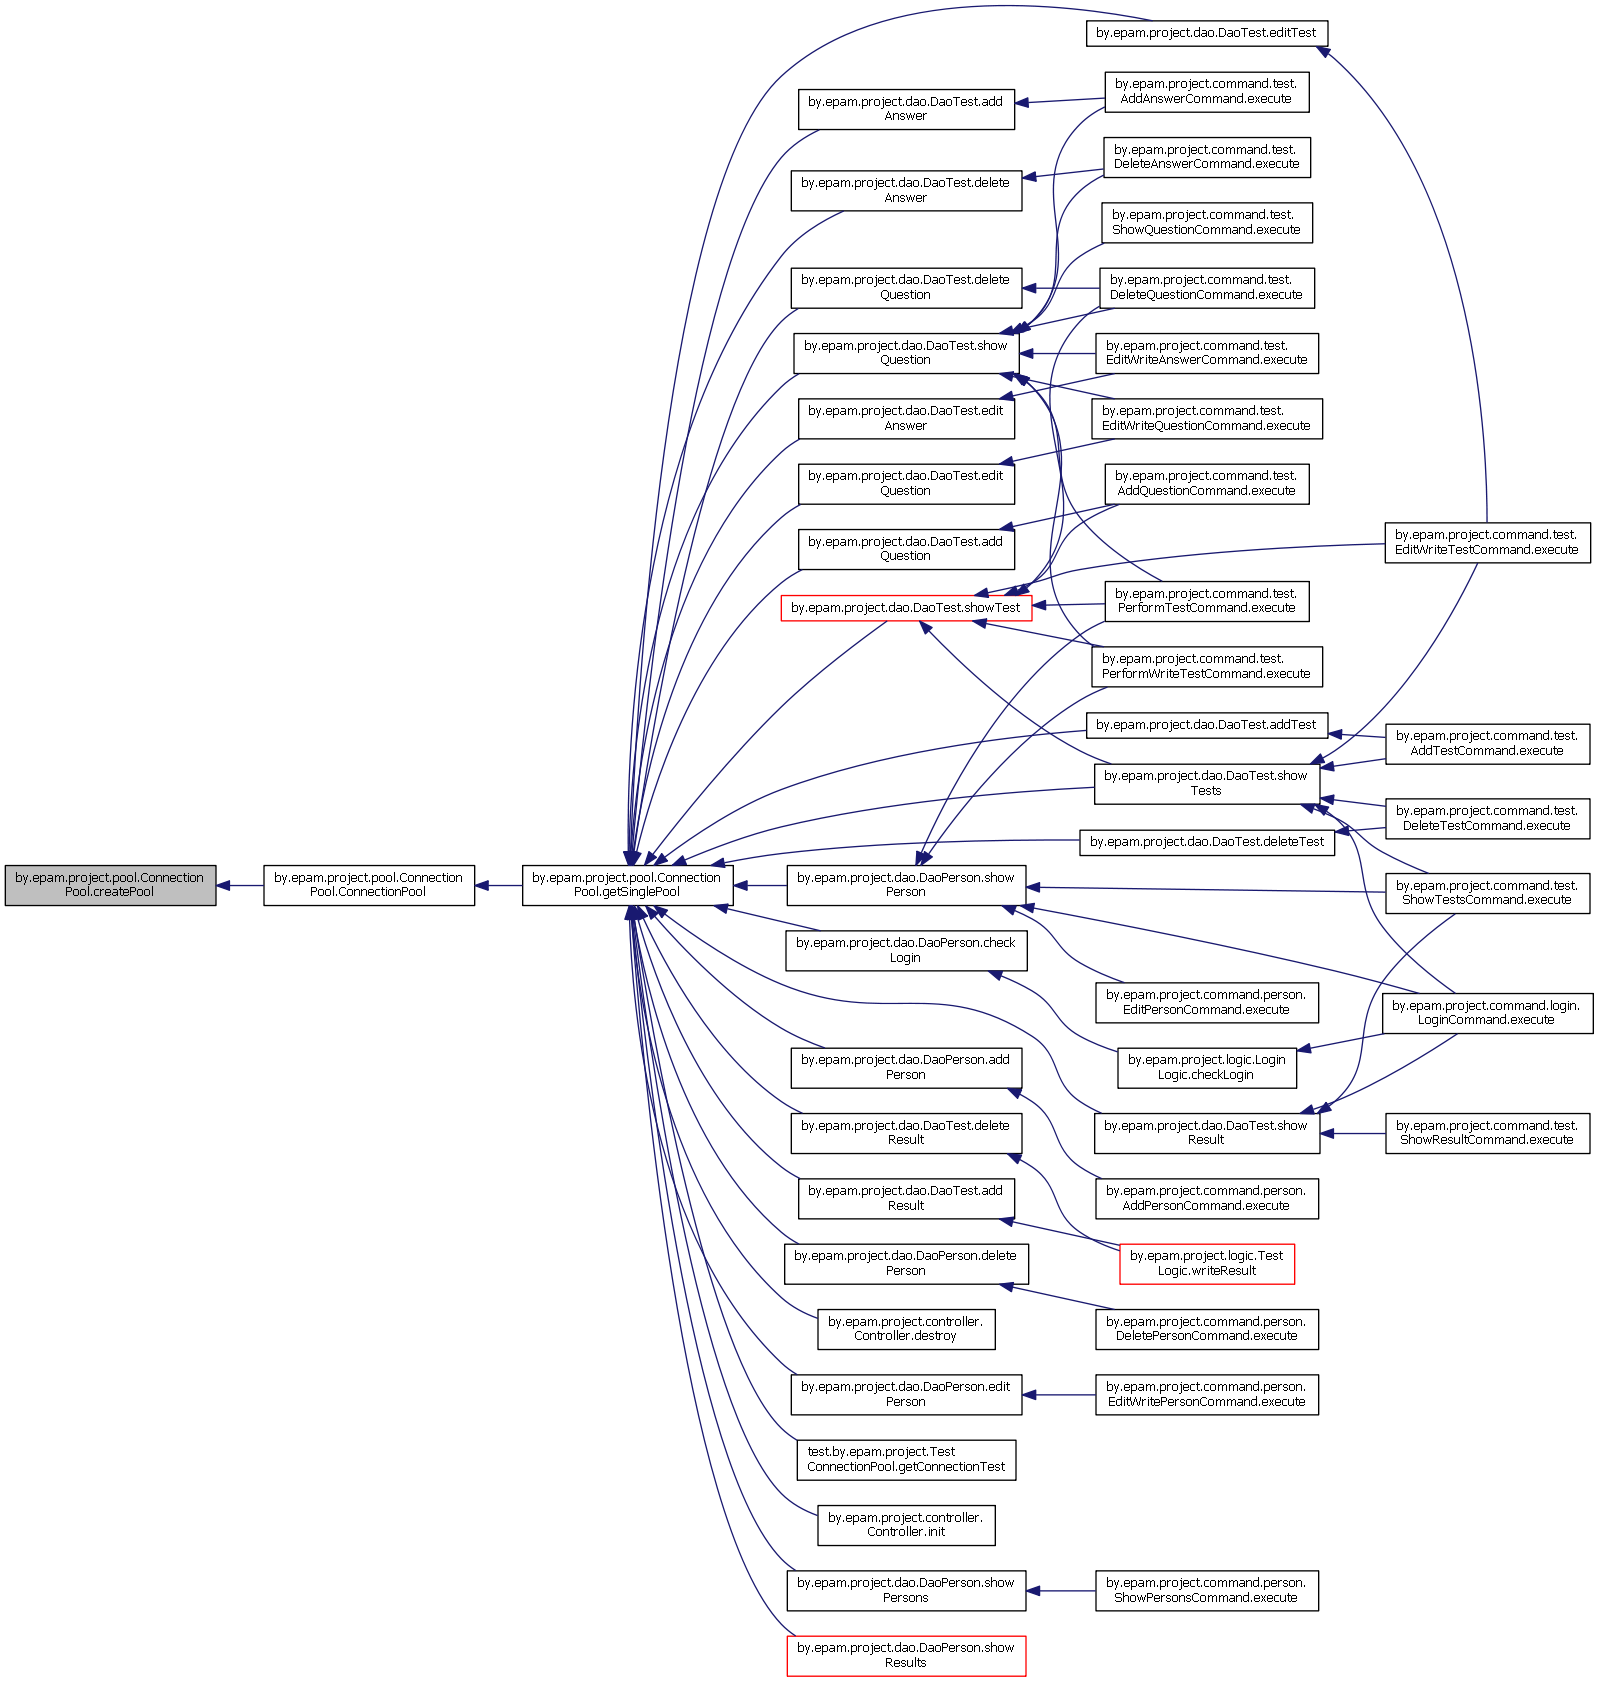 by.epam.project.pool.Connection
Pool.createPool
by.epam.project.pool.Connection
Pool.ConnectionPool
by.epam.project.pool.Connection
Pool.getSinglePool
by.epam.project.dao.DaoTest.add
Answer
by.epam.project.dao.DaoTest.delete
Answer
by.epam.project.dao.DaoTest.delete
Question
by.epam.project.dao.DaoTest.show
Question
by.epam.project.dao.DaoTest.edit
Answer
by.epam.project.dao.DaoTest.edit
Question
by.epam.project.dao.DaoTest.add
Question
by.epam.project.dao.DaoTest.showTest
by.epam.project.dao.DaoPerson.show
Person
by.epam.project.dao.DaoPerson.check
Login
by.epam.project.dao.DaoPerson.add
Person
by.epam.project.dao.DaoTest.delete
Result
by.epam.project.dao.DaoTest.add
Result
by.epam.project.dao.DaoPerson.delete
Person
by.epam.project.controller.
Controller.destroy
by.epam.project.dao.DaoPerson.edit
Person
test.by.epam.project.Test
ConnectionPool.getConnectionTest
by.epam.project.controller.
Controller.init
by.epam.project.dao.DaoPerson.show
Persons
by.epam.project.dao.DaoPerson.show
Results
by.epam.project.dao.DaoTest.editTest
by.epam.project.command.test.
AddAnswerCommand.execute
by.epam.project.command.test.
DeleteAnswerCommand.execute
by.epam.project.command.test.
ShowQuestionCommand.execute
by.epam.project.command.test.
DeleteQuestionCommand.execute
by.epam.project.command.test.
EditWriteAnswerCommand.execute
by.epam.project.command.test.
EditWriteQuestionCommand.execute
by.epam.project.command.test.
AddQuestionCommand.execute
by.epam.project.command.test.
PerformTestCommand.execute
by.epam.project.command.test.
PerformWriteTestCommand.execute
by.epam.project.dao.DaoTest.addTest
by.epam.project.dao.DaoTest.show
Tests
by.epam.project.dao.DaoTest.deleteTest
by.epam.project.command.person.
EditPersonCommand.execute
by.epam.project.logic.Login
Logic.checkLogin
by.epam.project.dao.DaoTest.show
Result
by.epam.project.command.person.
AddPersonCommand.execute
by.epam.project.logic.Test
Logic.writeResult
by.epam.project.command.person.
DeletePersonCommand.execute
by.epam.project.command.person.
EditWritePersonCommand.execute
by.epam.project.command.person.
ShowPersonsCommand.execute
by.epam.project.command.test.
EditWriteTestCommand.execute
by.epam.project.command.test.
AddTestCommand.execute
by.epam.project.command.test.
DeleteTestCommand.execute
by.epam.project.command.test.
ShowTestsCommand.execute
by.epam.project.command.login.
LoginCommand.execute
by.epam.project.command.test.
ShowResultCommand.execute